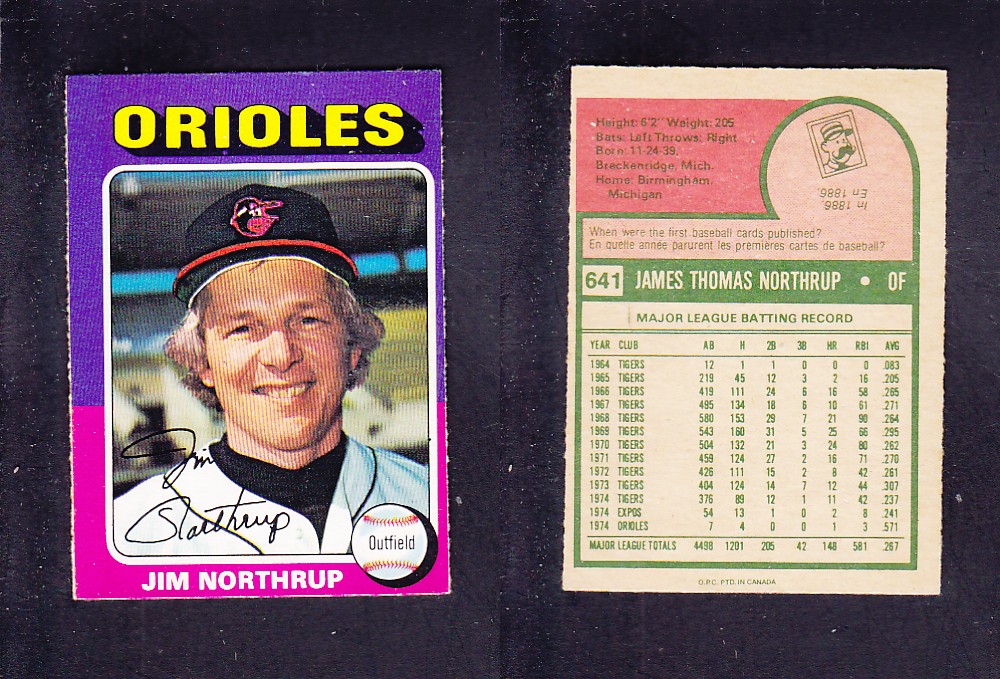 ORIOLES
Jim
Northrup
Outfield
JIM NORTHRUP
Height: 6'2" Weight: 205
Bats: Left Throws: Right
Born: 11-24-39,
Breckenridge, Mich.
Home: Birmingham,
Michigan
In 1886.
En 1886.
When were the first baseball cards published?
En quelle année parurent les premières cartes de baseball?
641 JAMES THOMAS NORTHRUP • OF
MAJOR LEAGUE BATTING RECORD
YEAR CLUB AB H 2B 3B HR RBI AVG
1964 TIGERS 12 1 1 0 0 0 .083
1965 TIGERS 219 45 12 3 2 16 .205
1966 TIGERS 419 111 24 6 16 58 .265
1967 TIGERS 495 134 18 6 10 61 .271
1968 TIGERS 580 153 29 7 21 90 .264
1969 TIGERS 543 160 31 5 25 66 .295
1970 TIGERS 504 132 21 3 24 80 .262
1971 TIGERS 459 124 27 2 16 71 .270
1972 TIGERS 426 111 15 2 8 42 .261
1973 TIGERS 404 124 14 7 12 44 .307
1974 TIGERS 376 89 12 1 11 42 .237
1974 EXPOS 54 13 1 0 2 8 .241
1974 ORIOLES 7 4 0 0 1 3 .571
MAJOR LEAGUE TOTALS 4498 1201 205 42 148 581 .267
O.P.C. PTD. IN CANADA